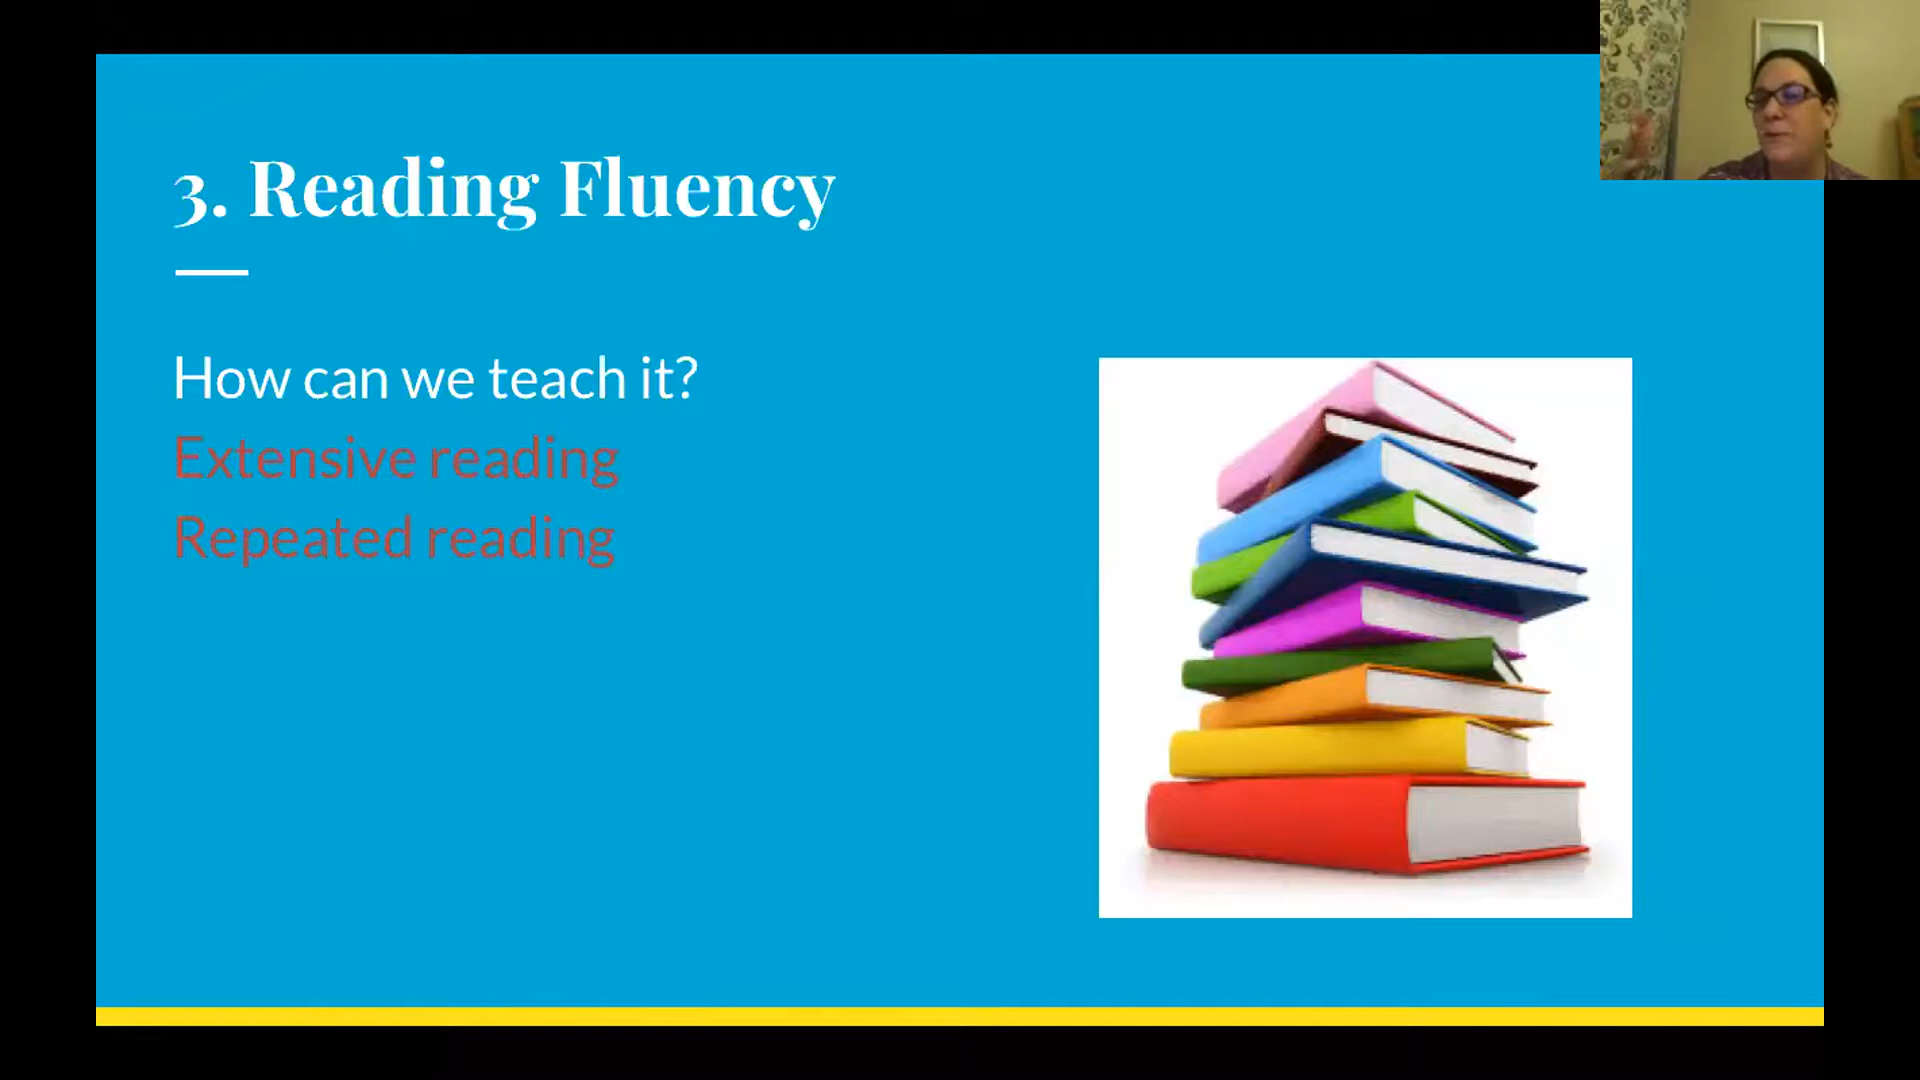 3. Reading Fluency
How can we teach it?
Extensive reading
Repeated reading